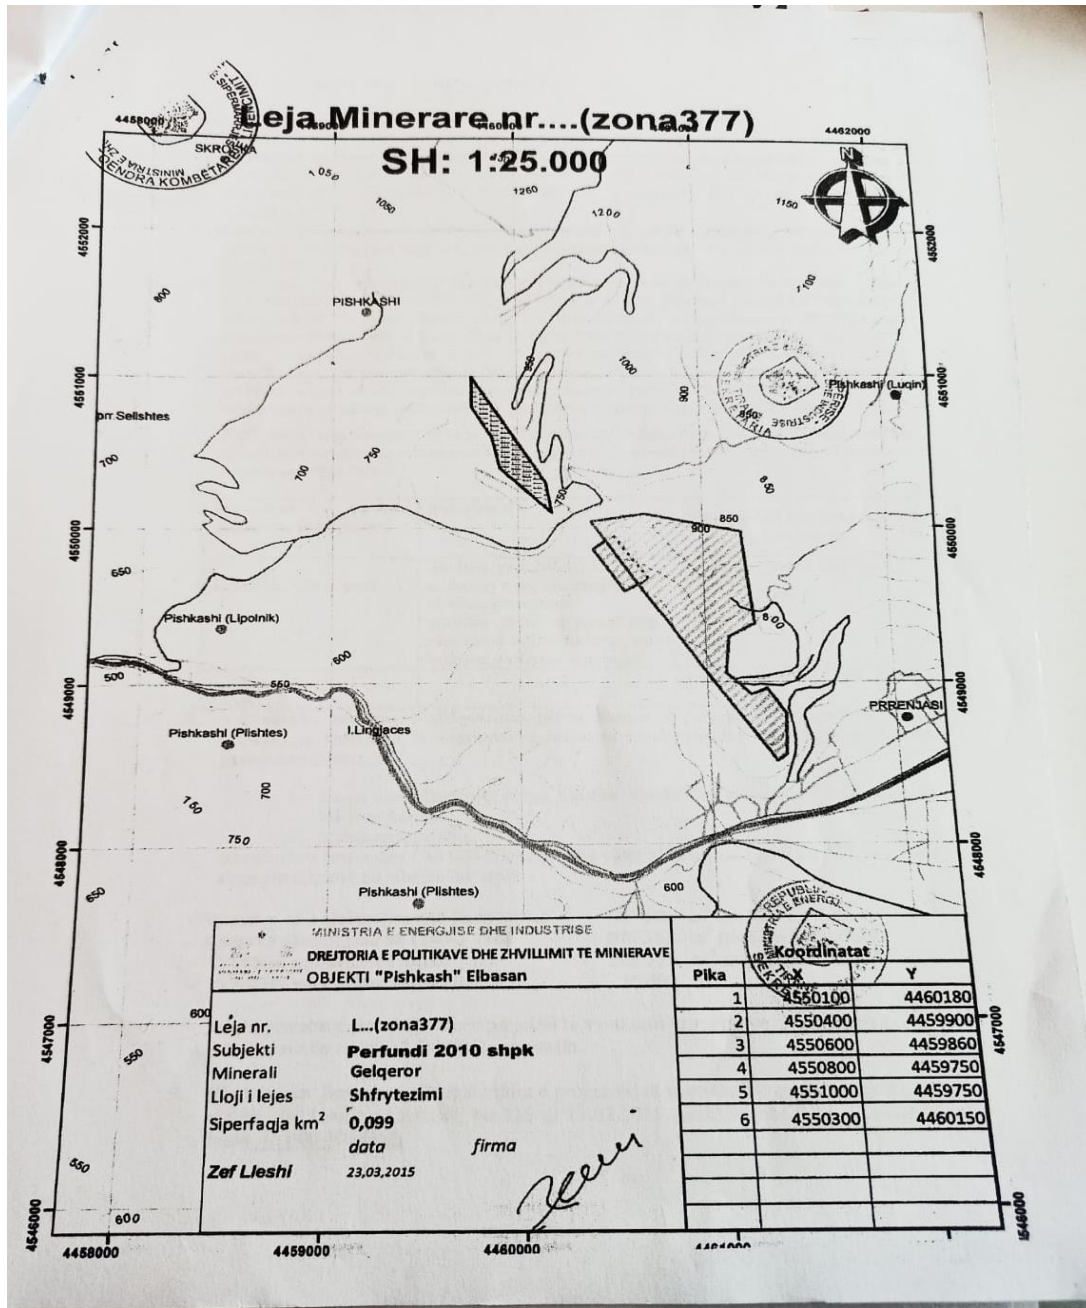 Leja Minerare nr....(zona377)
SH: 1:25.000
4458000
4462000
SKROSKA
QENDRA KOMBETARE
N
1050
1050
1260
1200
1150
4552000
4552000
800
PISHKASHI
1100
950
1000
900
4551000
4551000
Pishkashi (Luqin)
prr Selishtes
700
700
750
750
850
850
900
4550000
4550000
650
Pishkashi (Lipolnik)
800
600
500
550
4549000
4549000
PRRENJASI
Pishkashi (Plishtes)
l.Lingjaces
150
700
750
4548000
4548000
650
Pishkashi (Plishtes)
600
MINISTRIA E ENERGJISE DHE INDUSTRISE
DREJTORIA E POLITIKAVE DHE ZHVILLIMIT TE MINIERAVE
OBJEKTI "Pishkash" Elbasan
Koordinatat
Pika X Y
1 4550100 4460180
2 4550400 4459900
3 4550600 4459860
4 4550800 4459750
5 4551000 4459750
6 4550300 4460150
Leja nr. L...(zona377)
Subjekti Perfundi 2010 shpk
Minerali Gelqeror
Lloji i lejes Shfrytezimi
Siperfaqja km2 0,099
data firma
Zef Lleshi 23,03,2015
600
4547000
4547000
550
550
600
4546000
4546000
4458000
4459000
4460000
4461000